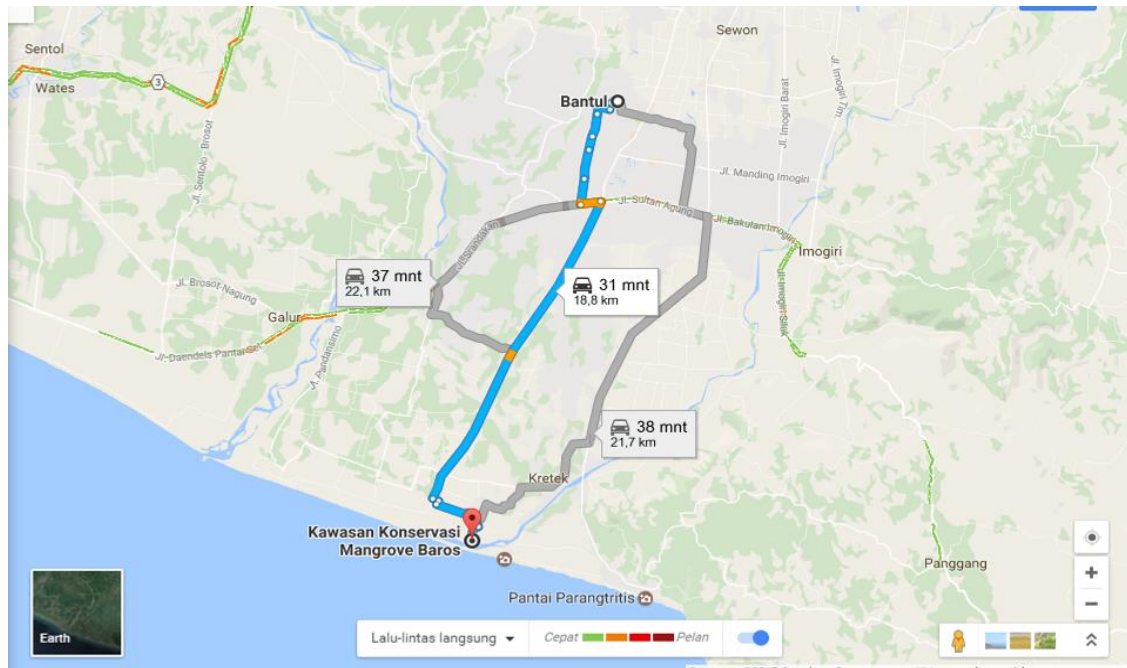 Sewon
Sentol
3
Wates
Bantul
Jl. Imogiri Barat
Jl. Imogiri Tim.
Jl. Sentolo - Brosot
Jl. Manding Imogiri
Jl. Sultan Agung
Jl. Bakulan Imogiri
Imogiri
37 mnt
22,1 km
31 mnt
18,8 km
Jl. Brosot-Nagung
Galur
Jl. Daendels Pantai Sel
Jl. Pandansimo
38 mnt
21,7 km
Kretek
Kawasan Konservasi
Mangrove Baros
Panggang
Pantai Parangtritis
Earth
Lalu-lintas langsung
Cepat
Pelan